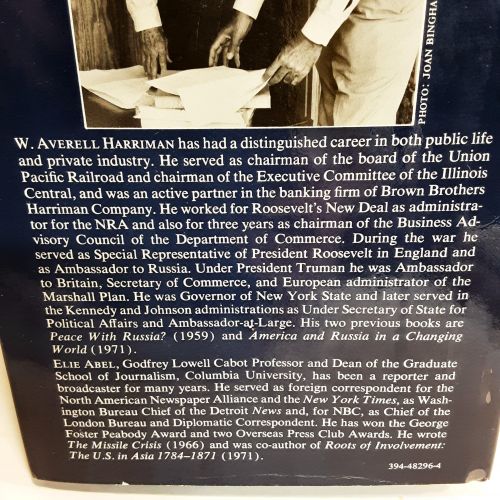 PHOTO: JOAN BINGHA
W. AVERELL HARRIMAN has had a distinguished career in both public life
and private industry. He served as chairman of the board of the Union
Pacific Railroad and chairman of the Executive Committee of the Illinois
Central, and was an active partner in the banking firm of Brown Brothers
Harriman Company. He worked for Roosevelt's New Deal as administra-
tor for the NRA and also for three years as chairman of the Business Ad-
visory Council of the Department of Commerce. During the war he
served as Special Representative of President Roosevelt in England and
as Ambassador to Russia. Under President Truman he was Ambassador
to Britain, Secretary of Commerce, and European administrator of the
Marshall Plan. He was Governor of New York State and later served in
the Kennedy and Johnson administrations as Under Secretary of State for
Political Affairs and Ambassador-at-Large. His two previous books are
Peace With Russia? (1959) and America and Russia in a Changing
World (1971).
ELIE ABEL, Godfrey Lowell Cabot Professor and Dean of the Graduate
School of Journalism, Columbia University, has been a reporter and
broadcaster for many years. He served as foreign correspondent for the
North American Newspaper Alliance and the New York Times, as Wash-
ington Bureau Chief of the Detroit News and, for NBC, as Chief of the
London Bureau and Diplomatic Correspondent. He has won the George
Foster Peabody Award and two Overseas Press Club Awards. He wrote
The Missile Crisis (1966) and was co-author of Roots of Involvement:
The U.S. in Asia 1784–1871 (1971).
394-48296-4